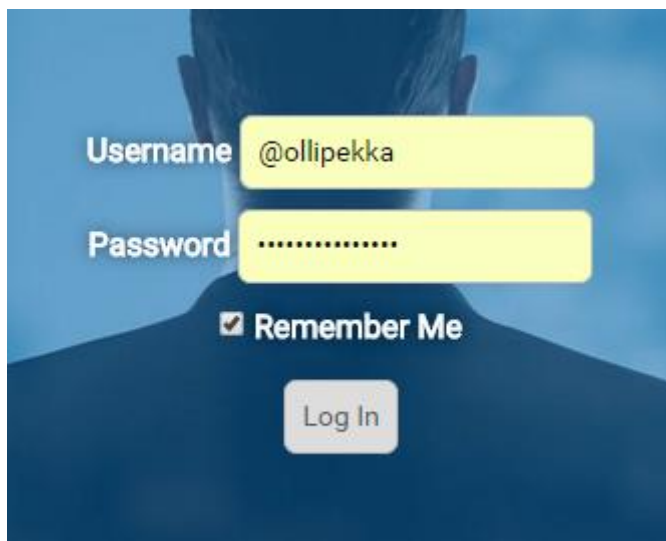 Username @ollipekka
Password •••••••••••••••
Remember Me
Log In